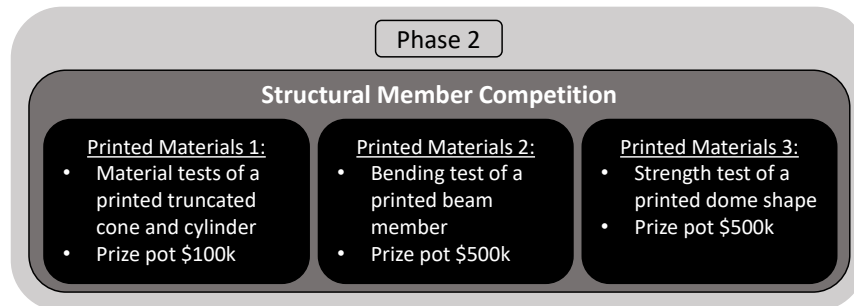 Phase 2
Structural Member Competition
Printed Materials 1:
• Material tests of a
printed truncated
cone and cylinder
• Prize pot $100k
Printed Materials 2:
• Bending test of a
printed beam
member
• Prize pot $500k
Printed Materials 3:
• Strength test of a
printed dome shape
• Prize pot $500k